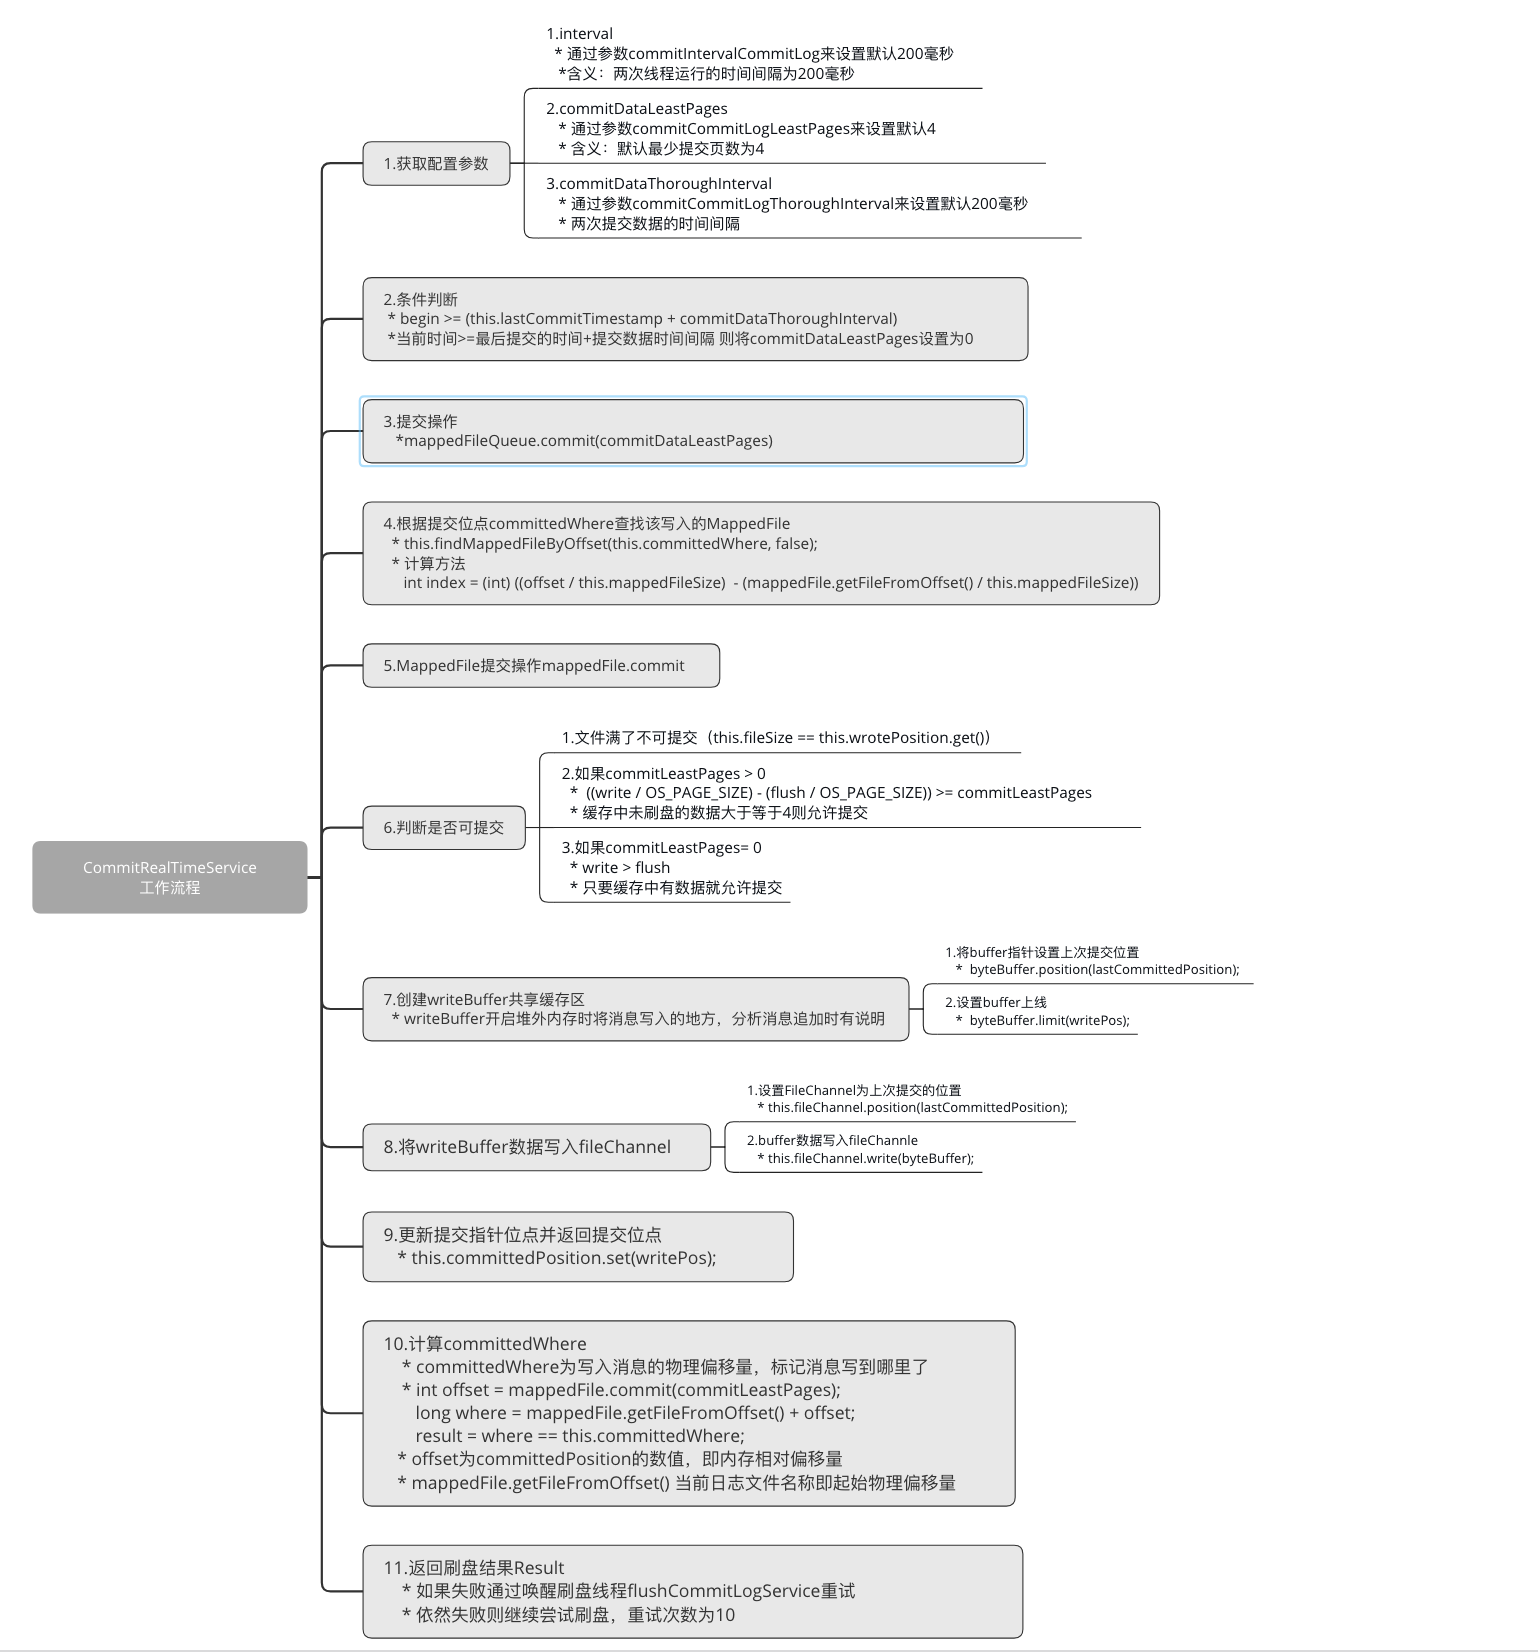 CommitRealTimeService
工作流程
1.获取配置参数
1.interval
* 通过参数commitIntervalCommitLog来设置默认200毫秒
*含义：两次线程运行的时间间隔为200毫秒
2.commitDataLeastPages
* 通过参数commitCommitLogLeastPages来设置默认4
* 含义：默认最少提交页数为4
3.commitDataThoroughInterval
* 通过参数commitCommitLogThoroughInterval来设置默认200毫秒
* 两次提交数据的时间间隔
2.条件判断
* begin >= (this.lastCommitTimestamp + commitDataThoroughInterval)
*当前时间>=最后提交的时间+提交数据时间间隔 则将commitDataLeastPages设置为0
3.提交操作
*mappedFileQueue.commit(commitDataLeastPages)
4.根据提交位点committedWhere查找该写入的MappedFile
* this.findMappedFileByOffset(this.committedWhere, false);
* 计算方法
int index = (int) ((offset / this.mappedFileSize)  - (mappedFile.getFileFromOffset() / this.mappedFileSize))
5.MappedFile提交操作mappedFile.commit
6.判断是否可提交
1.文件满了不可提交（this.fileSize == this.wrotePosition.get()）
2.如果commitLeastPages > 0
*  ((write / OS_PAGE_SIZE) - (flush / OS_PAGE_SIZE)) >= commitLeastPages
* 缓存中未刷盘的数据大于等于4则允许提交
3.如果commitLeastPages= 0
* write > flush
* 只要缓存中有数据就允许提交
7.创建writeBuffer共享缓存区
* writeBuffer开启堆外内存时将消息写入的地方，分析消息追加时有说明
1.将buffer指针设置上次提交位置
*  byteBuffer.position(lastCommittedPosition);
2.设置buffer上线
*  byteBuffer.limit(writePos);
8.将writeBuffer数据写入fileChannel
1.设置FileChannel为上次提交的位置
* this.fileChannel.position(lastCommittedPosition);
2.buffer数据写入fileChannle
* this.fileChannel.write(byteBuffer);
9.更新提交指针位点并返回提交位点
* this.committedPosition.set(writePos);
10.计算committedWhere
* committedWhere为写入消息的物理偏移量，标记消息写到哪里了
* int offset = mappedFile.commit(commitLeastPages);
long where = mappedFile.getFileFromOffset() + offset;
result = where == this.committedWhere;
* offset为committedPosition的数值，即内存相对偏移量
* mappedFile.getFileFromOffset() 当前日志文件名称即起始物理偏移量
11.返回刷盘结果Result
* 如果失败通过唤醒刷盘线程flushCommitLogService重试
* 依然失败则继续尝试刷盘，重试次数为10